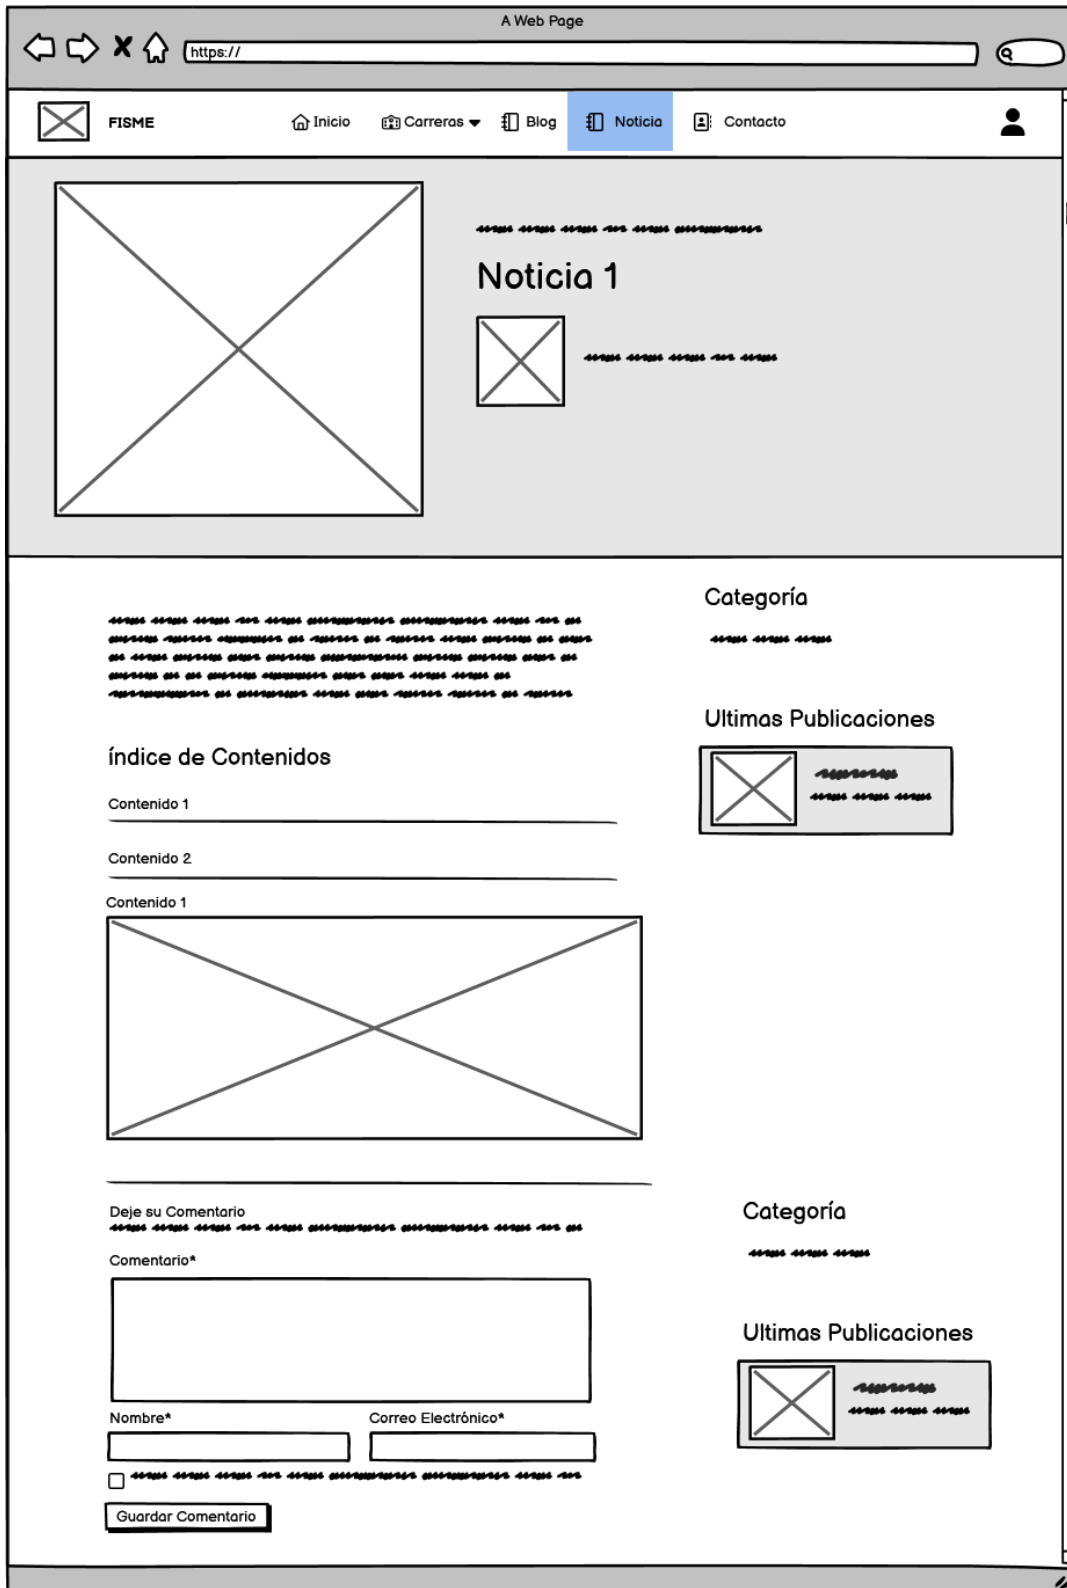 A Web Page
https://
FISME
Inicio
Carreras
Blog
Noticia
Contacto
Noticia 1
Categoría
Ultimas Publicaciones
índice de Contenidos
Contenido 1
Contenido 2
Contenido 1
Deje su Comentario
Comentario*
Categoría
Ultimas Publicaciones
Nombre*
Correo Electrónico*
Guardar Comentario